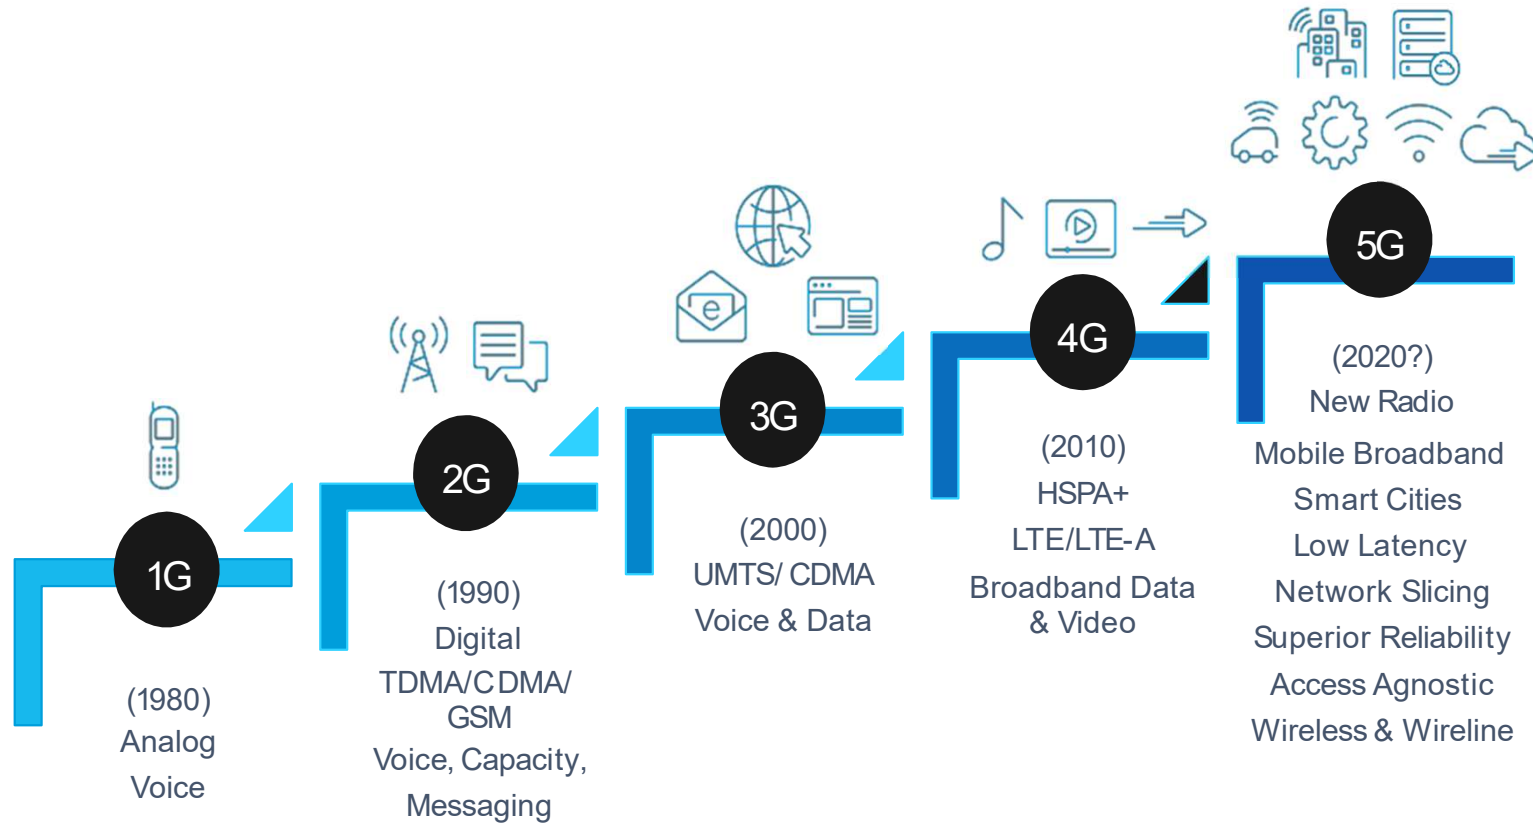 1G
(1980)
Analog
Voice
2G
(1990)
Digital
TDMA/CDMA/
GSM
Voice, Capacity,
Messaging
e
3G
(2000)
UMTS/ CDMA
Voice & Data
4G
(2010)
HSPA+
LTE/LTE-A
Broadband Data
& Video
5G
(2020?)
New Radio
Mobile Broadband
Smart Cities
Low Latency
Network Slicing
Superior Reliability
Access Agnostic
Wireless & Wireline